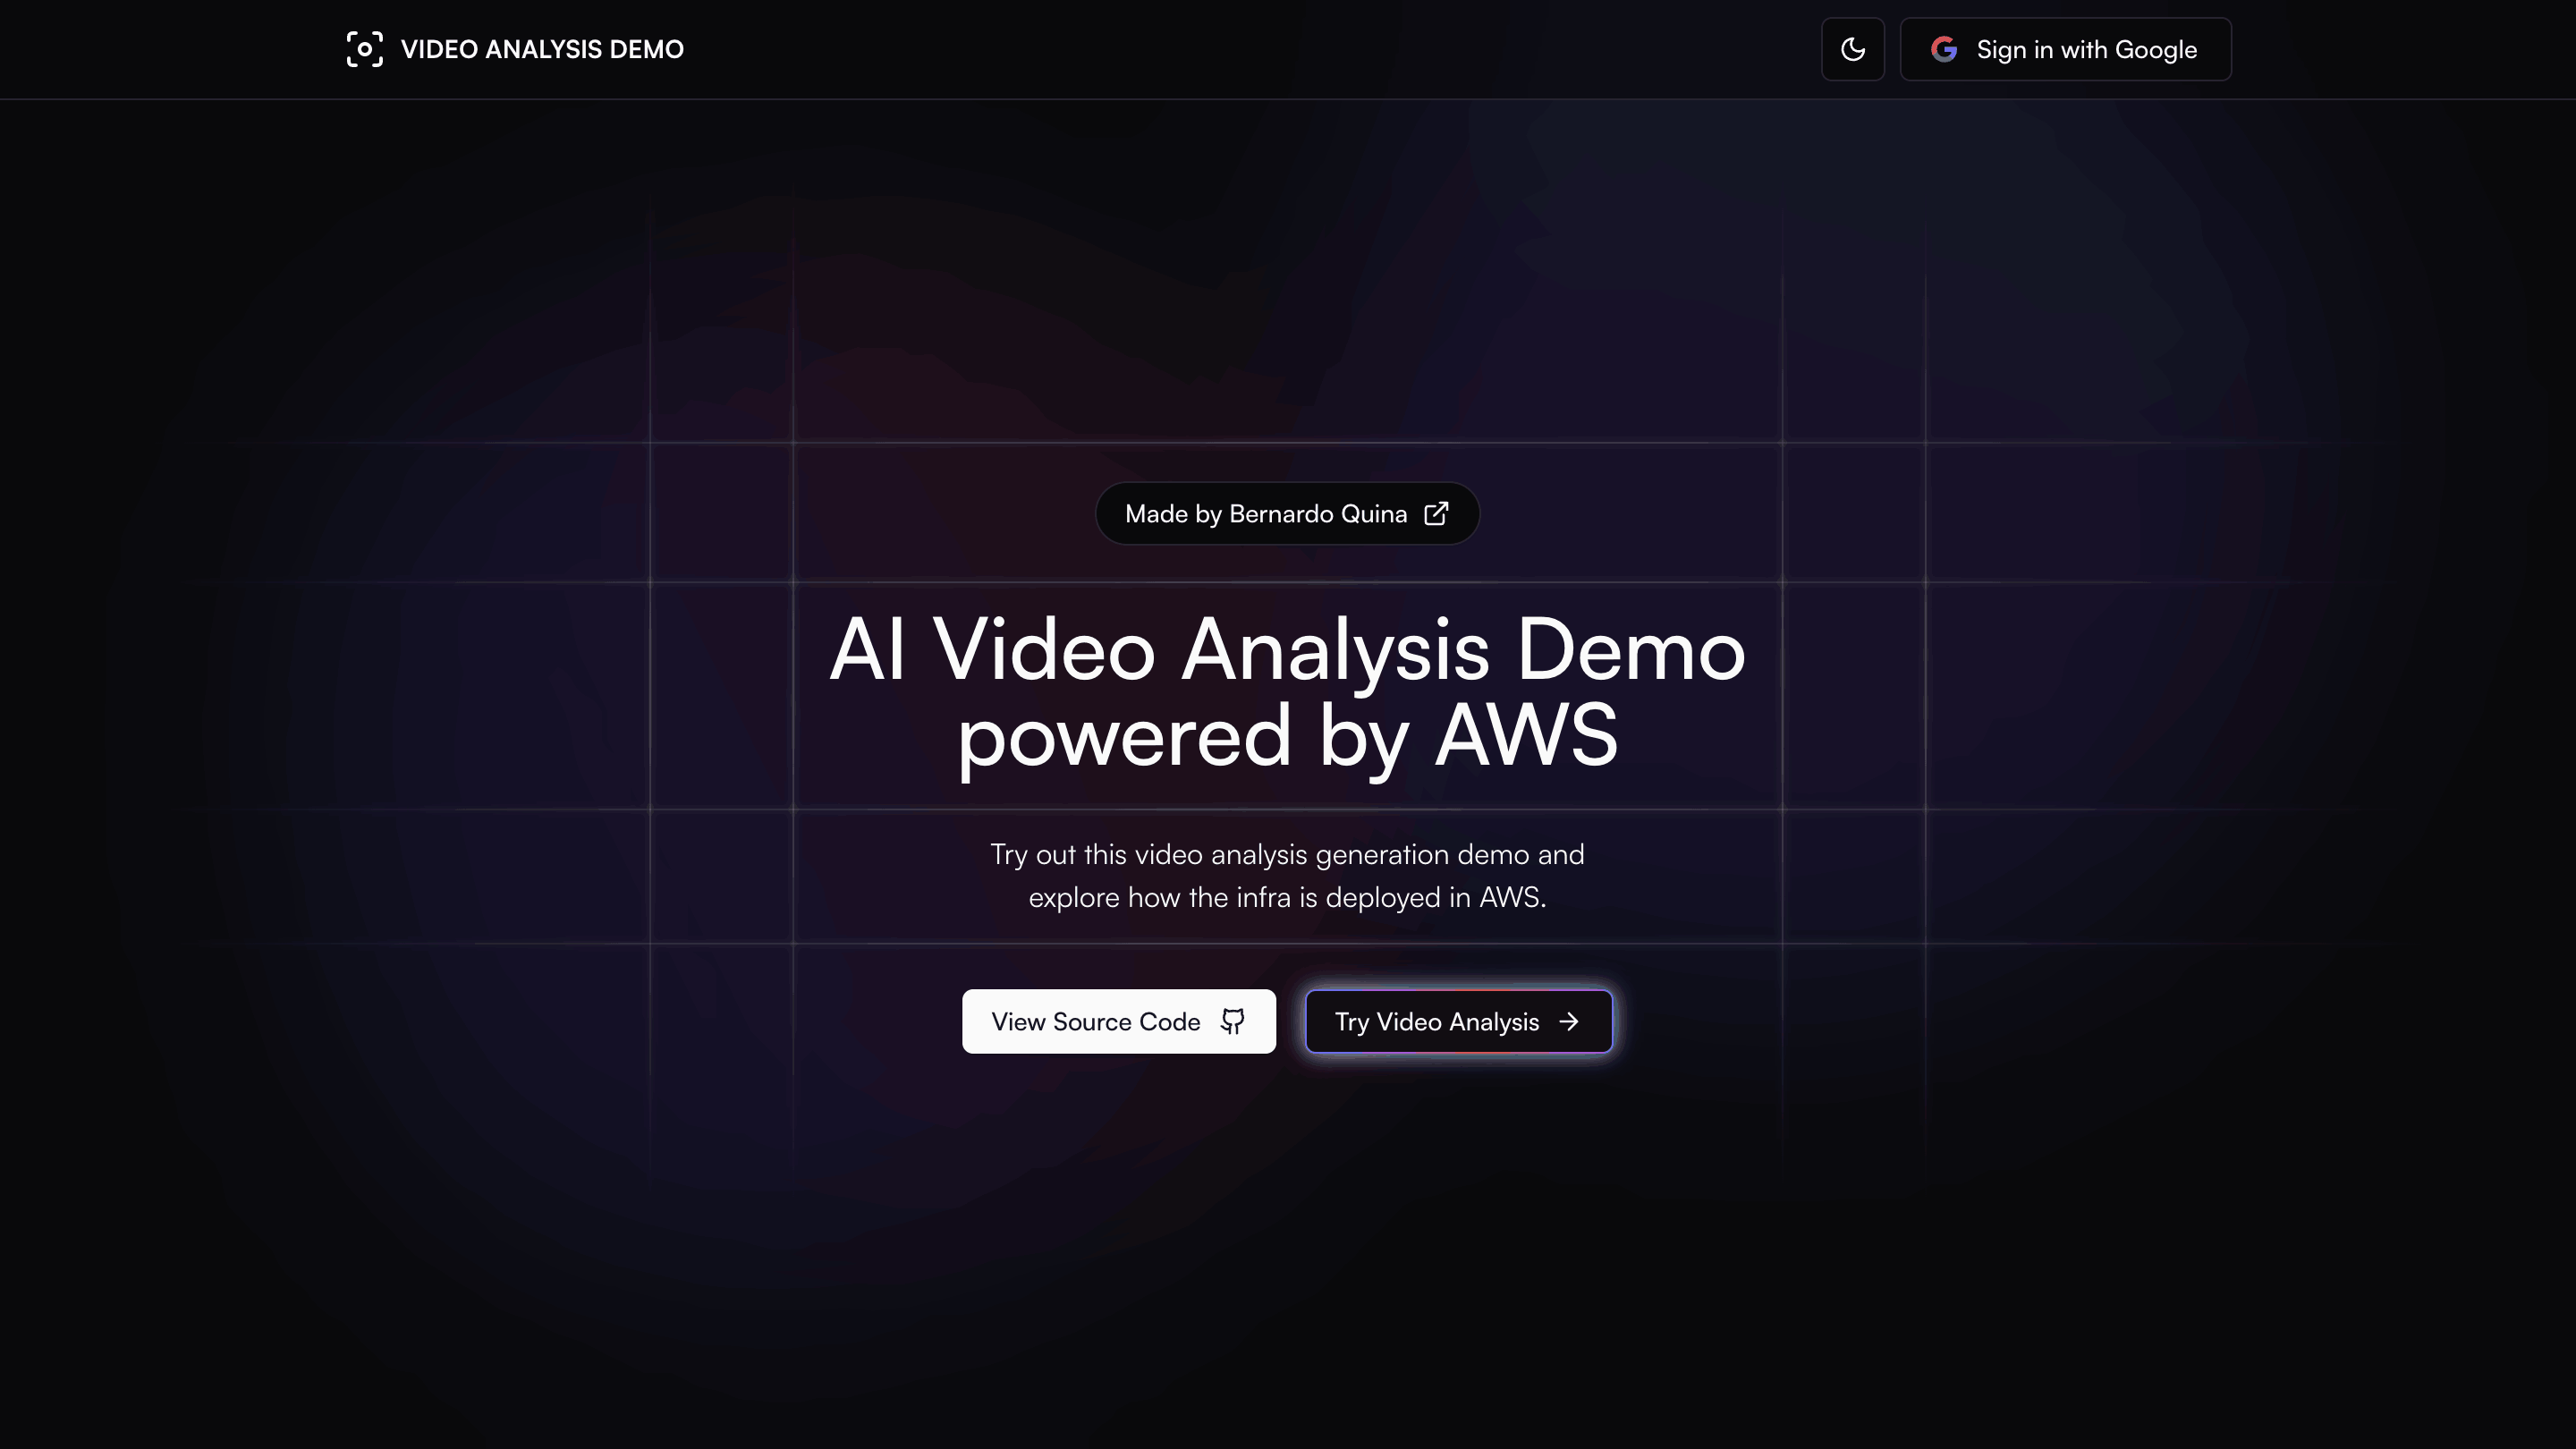 VIDEO ANALYSIS DEMO
Sign in with Google
Made by Bernardo Quina
AI Video Analysis Demo
powered by AWS
Try out this video analysis generation demo and
explore how the infra is deployed in AWS.
View Source Code
Try Video Analysis